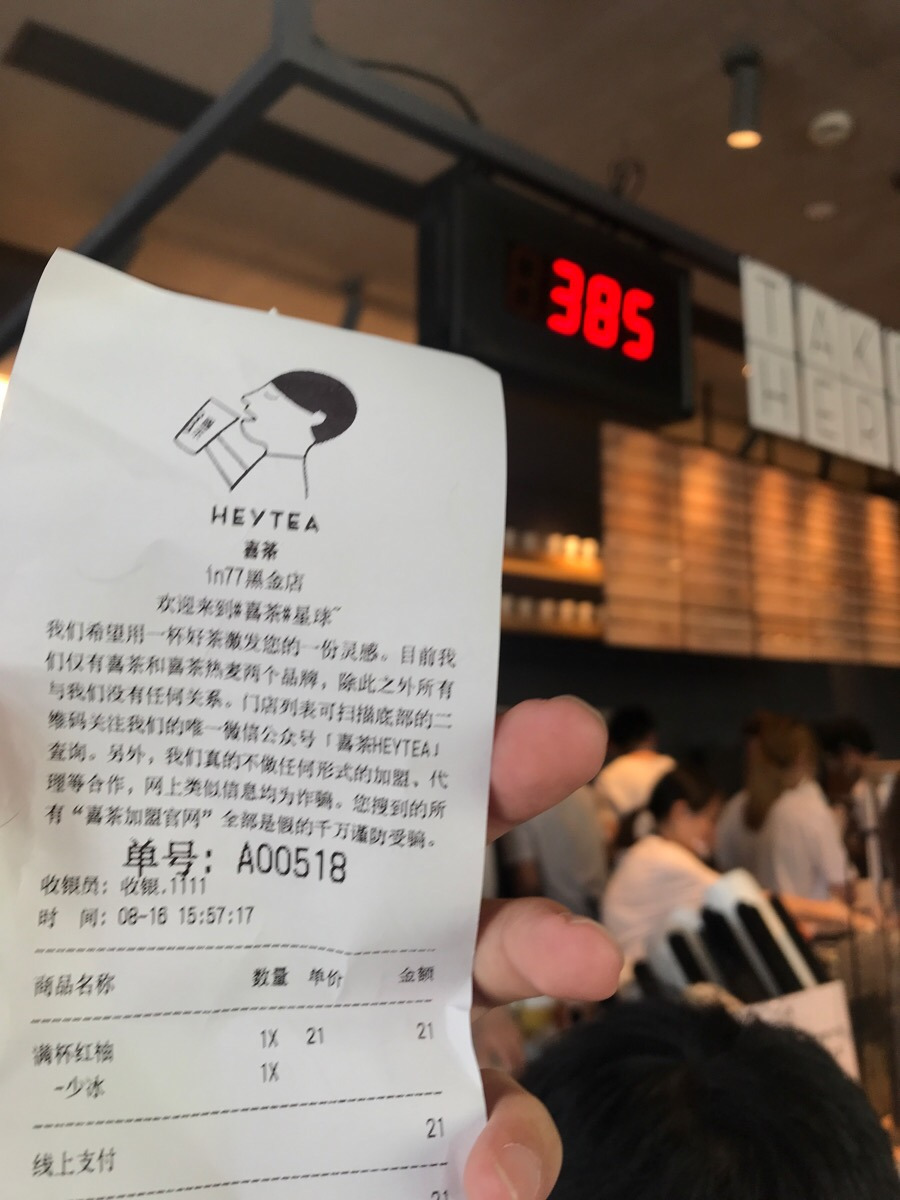 385
TAK
HER
HEYTEA
喜茶
in77黑金店
欢迎来到#喜茶#星球~
我们希望用一杯好茶激发您的一份灵感。目前我
们仅有喜茶和喜茶热麦两个品牌，除此之外所有
与我们没有任何关系。门店列表可扫描底部的二
维码关注我们的唯一微信公众号「喜茶HEYTEA」
查询。另外，我们真的不做任何形式的加盟、代
理等合作，网上类似信息均为诈骗。您搜到的所
有“喜茶加盟官网”全部是假的千万谨防受骗。
单号: A00518
收银员: 收银.1111
时 间: 08-16 15:57:17
商品名称 数量 单价 金额
满杯红柚 1X 21 21
-少冰 1X
21
线上支付
21